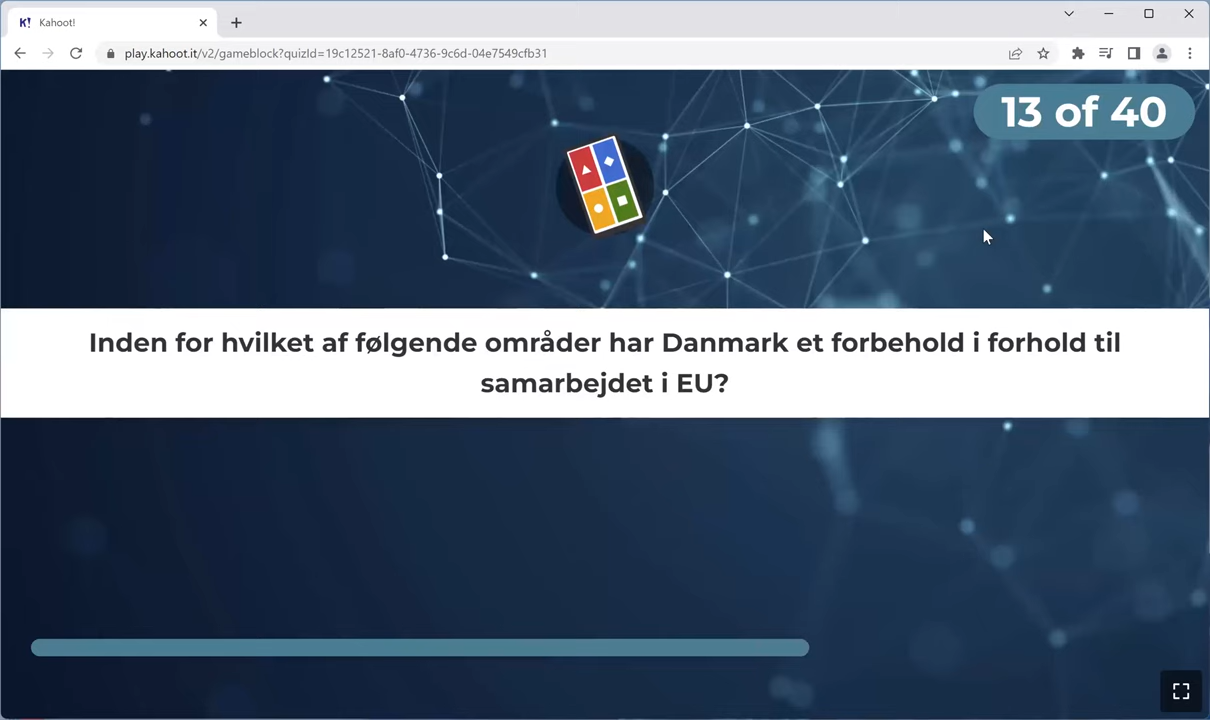 K! Kahoot!
play.kahoot.it/v2/gameblock?quizId=19c12521-8af0-4736-9c6d-04e7549cfb31
13 of 40
Inden for hvilket af følgende områder har Danmark et forbehold i forhold til
samarbejdet i EU?